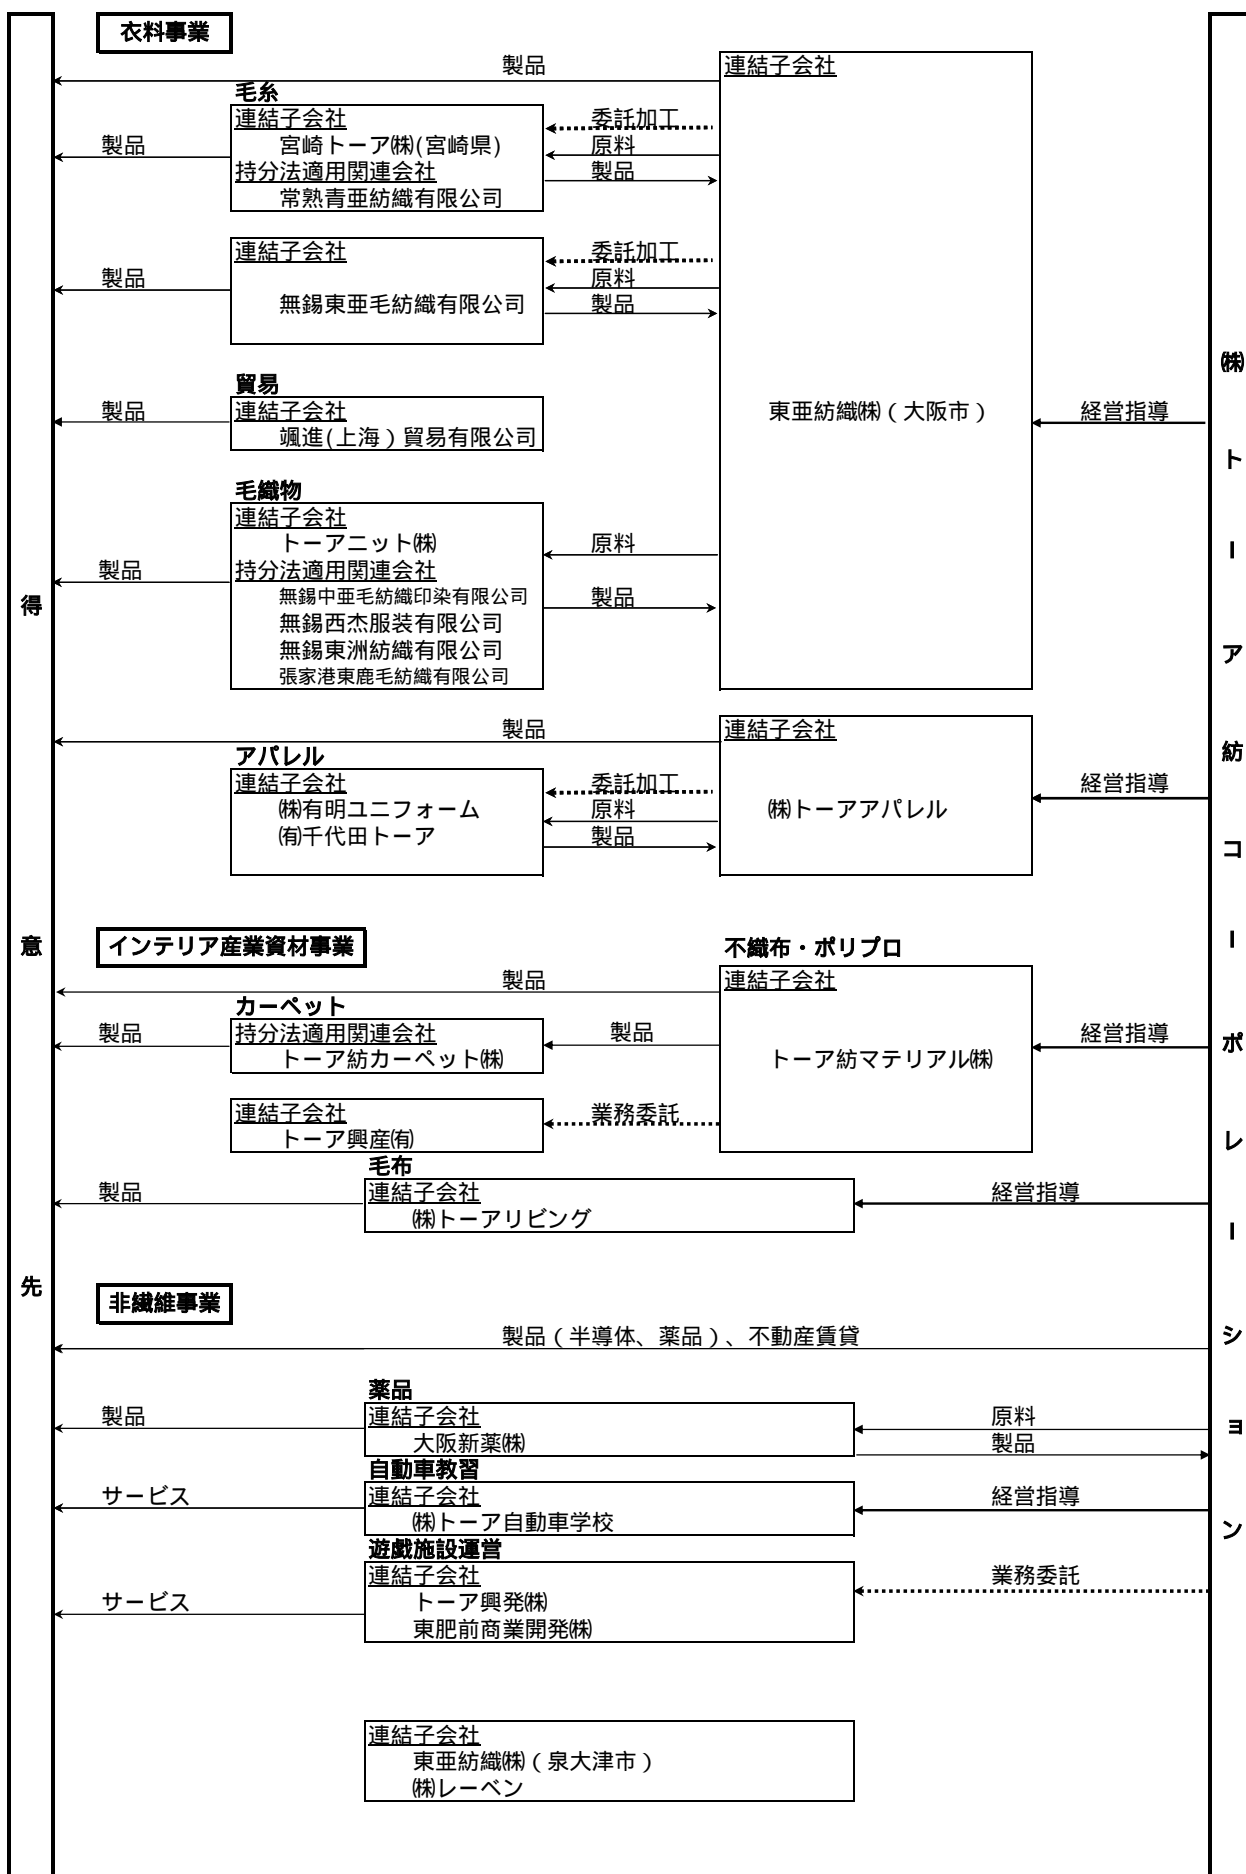 衣料事業
製品
連結子会社
毛糸
連結子会社
宮崎トーア㈱(宮崎県)
持分法適用関連会社
常熟青亜紡織有限公司
製品
委託加工
原料
製品
連結子会社
無錫東亜毛紡織有限公司
製品
委託加工
原料
製品
貿易
連結子会社
颯進(上海）貿易有限公司
製品
東亜紡織㈱（大阪市）
経営指導
毛織物
連結子会社
トーアニット㈱
持分法適用関連会社
無錫中亜毛紡織印染有限公司
無錫西杰服装有限公司
無錫東洲紡織有限公司
張家港東鹿毛紡織有限公司
製品
原料
製品
製品
連結子会社
アパレル
連結子会社
㈱有明ユニフォーム
㈲千代田トーア
委託加工
原料
製品
㈱トーアアパレル
経営指導
インテリア産業資材事業
不織布・ポリプロ
製品
連結子会社
カーペット
持分法適用関連会社
トーア紡カーペット㈱
製品
製品
トーア紡マテリアル㈱
経営指導
連結子会社
トーア興産㈲
業務委託
毛布
連結子会社
㈱トーアリビング
製品
経営指導
非繊維事業
製品（半導体、薬品）、不動産賃貸
薬品
連結子会社
大阪新薬㈱
製品
原料
製品
自動車教習
連結子会社
㈱トーア自動車学校
サービス
経営指導
遊戯施設運営
連結子会社
トーア興発㈱
東肥前商業開発㈱
サービス
業務委託
連結子会社
東亜紡織㈱（泉大津市）
㈱レーベン
得意先
㈱トーア紡コーポレーション